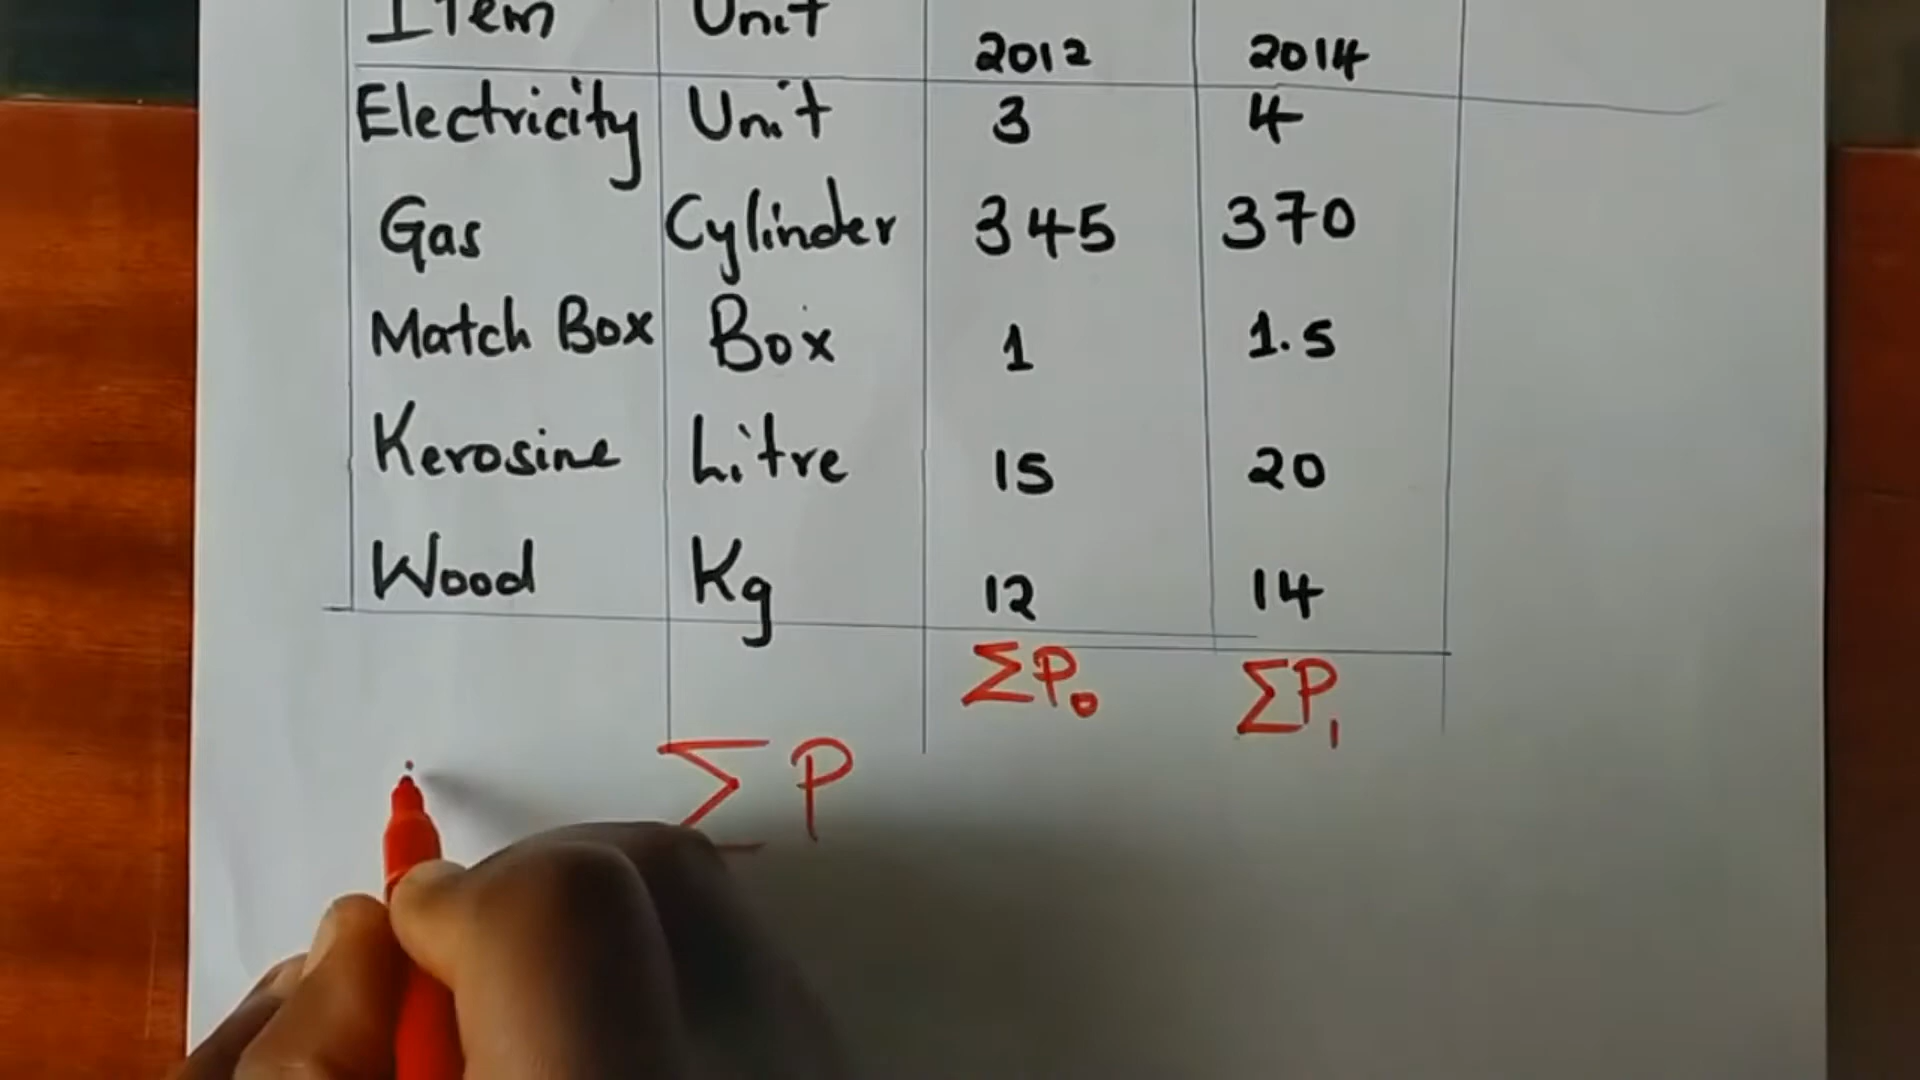 Item Unit
2012 2014
Electricity Unit 3 4
Gas Cylinder 345 370
Match Box Box 1 1.5
Kerosine Litre 15 20
Wood Kg 12 14
ΣP₀ ΣP₁
ΣP